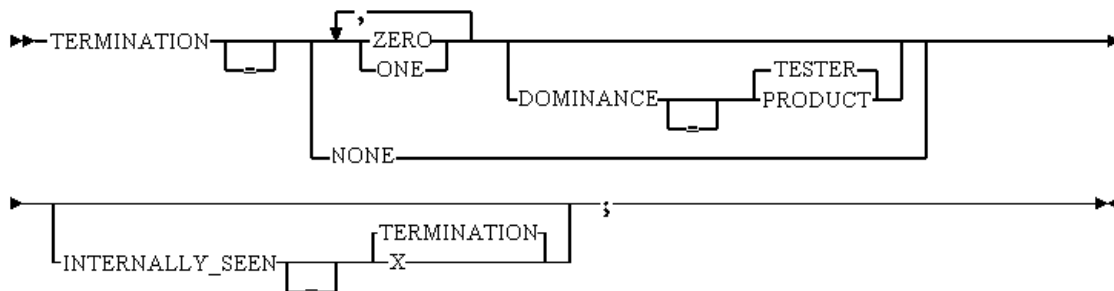 ,
TERMINATION ZERO
= ONE TESTER
DOMINANCE PRODUCT
=
NONE
;
TERMINATION
INTERNALLY_SEEN X
=